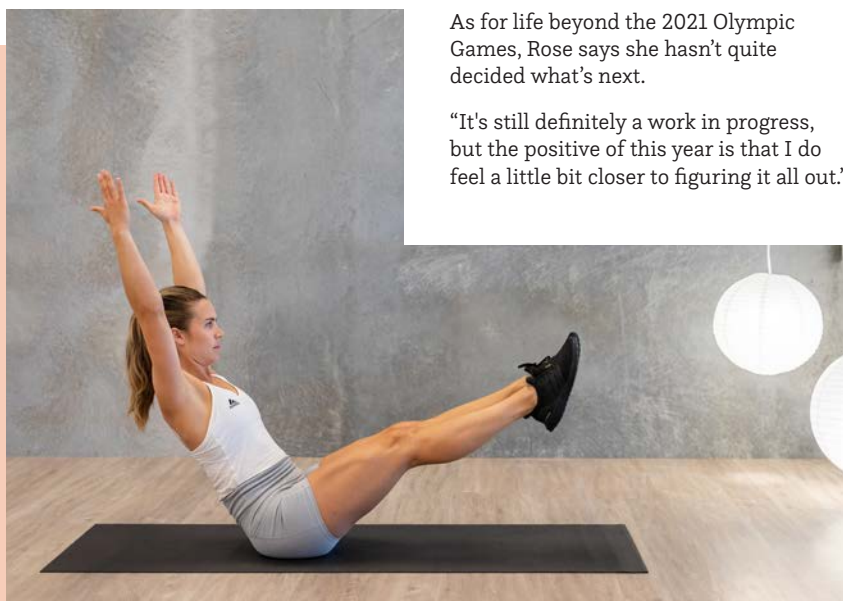 As for life beyond the 2021 Olympic
Games, Rose says she hasn’t quite
decided what’s next.
“It's still definitely a work in progress,
but the positive of this year is that I do
feel a little bit closer to figuring it all out.’